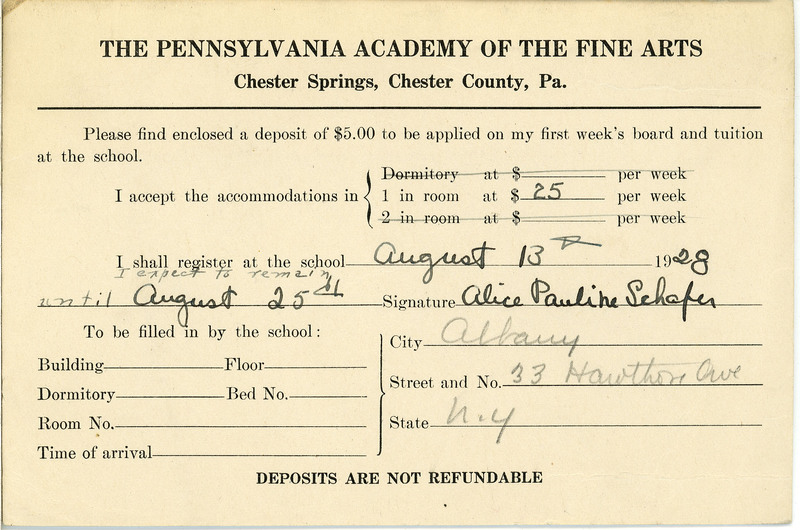 THE PENNSYLVANIA ACADEMY OF THE FINE ARTS
Chester Springs, Chester County, Pa.
Please find enclosed a deposit of $5.00 to be applied on my first week's board and tuition
at the school.
Dormitory at $ per week
I accept the accommodations in { 1 in room at $ 25 per week
2 in room at $ per week
I shall register at the school August 13th 1928
I expect to remain
until August 25th Signature Alice Pauline Schafer
To be filled in by the school:
City Albany
Building Floor
Street and No. 33 Hawthorn Ave
Dormitory Bed No.
Room No. State N.Y
Time of arrival
DEPOSITS ARE NOT REFUNDABLE